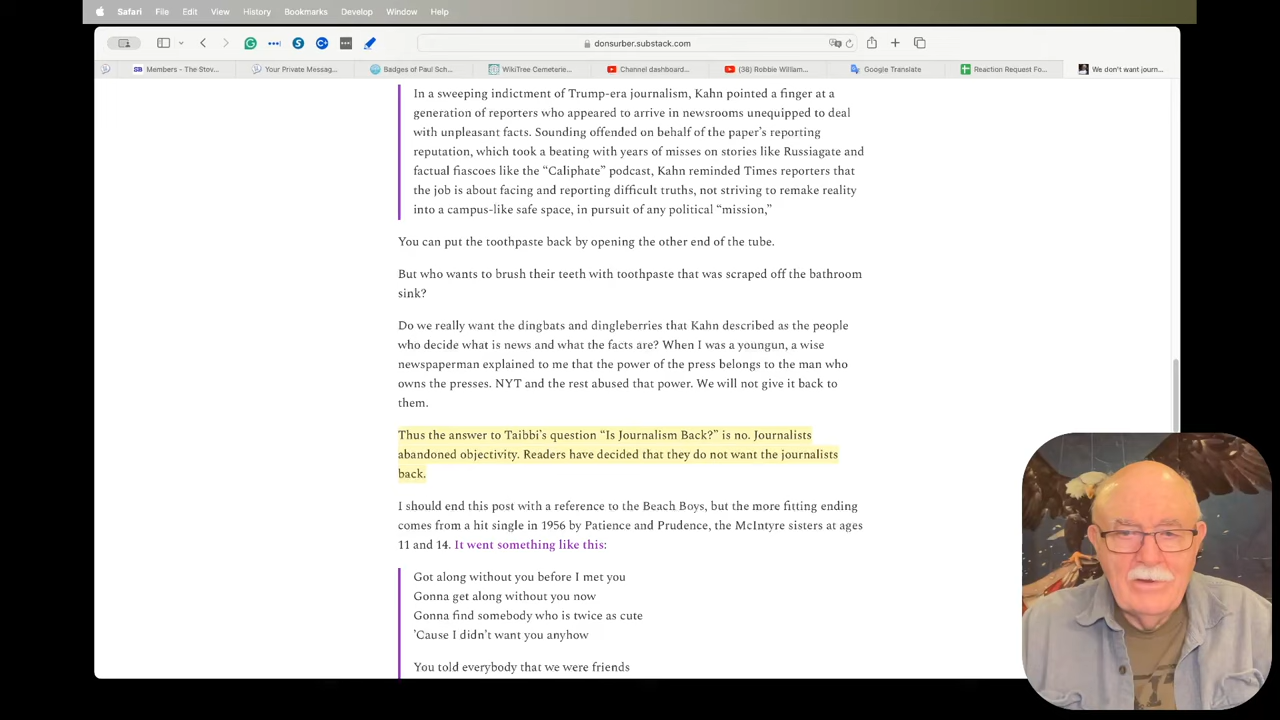 Safari File Edit View History Bookmarks Develop Window Help
donsurber.substack.com
Members - The Stov... Your Private Messag... Badges of Paul Sch... WikiTree Cemeterie... Channel dashboard... (38) Robbie William... Google Translate Reaction Request Fo... We don't want journ...
In a sweeping indictment of Trump-era journalism, Kahn pointed a finger at a
generation of reporters who appeared to arrive in newsrooms unequipped to deal
with unpleasant facts. Sounding offended on behalf of the paper's reporting
reputation, which took a beating with years of misses on stories like Russiagate and
factual fiascoes like the “Caliphate” podcast, Kahn reminded Times reporters that
the job is about facing and reporting difficult truths, not striving to remake reality
into a campus-like safe space, in pursuit of any political “mission,”
You can put the toothpaste back by opening the other end of the tube.
But who wants to brush their teeth with toothpaste that was scraped off the bathroom
sink?
Do we really want the dingbats and dingleberries that Kahn described as the people
who decide what is news and what the facts are? When I was a youngun, a wise
newspaperman explained to me that the power of the press belongs to the man who
owns the presses. NYT and the rest abused that power. We will not give it back to
them.
Thus the answer to Taibbi's question “Is Journalism Back?” is no. Journalists
abandoned objectivity. Readers have decided that they do not want the journalists
back.
I should end this post with a reference to the Beach Boys, but the more fitting ending
comes from a hit single in 1956 by Patience and Prudence, the McIntyre sisters at ages
11 and 14. It went something like this:
Got along without you before I met you
Gonna get along without you now
Gonna find somebody who is twice as cute
'Cause I didn't want you anyhow
You told everybody that we were friends